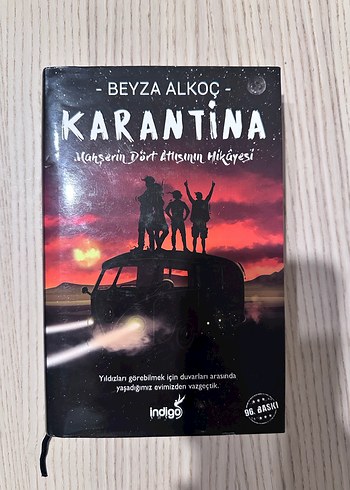 - BEYZA ALKOÇ -
KARANTİNA
Mahşerin Dört Atlısının Hikâyesi
Yıldızları görebilmek için duvarları arasında
yaşadığımız evimizden vazgeçtik.
indigo
96. BASKI